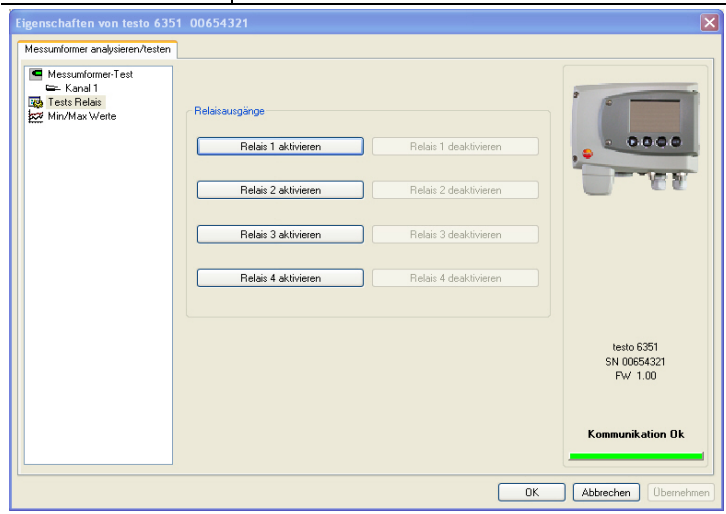 Eigenschaften von testo 6351 00654321
Messumformer analysieren/testen
Messumformer-Test
Kanal 1
Tests Relais
Min/Max Werte
Relaisausgänge
Relais 1 aktivieren
Relais 1 deaktivieren
Relais 2 aktivieren
Relais 2 deaktivieren
Relais 3 aktivieren
Relais 3 deaktivieren
Relais 4 aktivieren
Relais 4 deaktivieren
testo 6351
SN 00654321
FW 1.00
Kommunikation Ok
OK
Abbrechen
Übernehmen